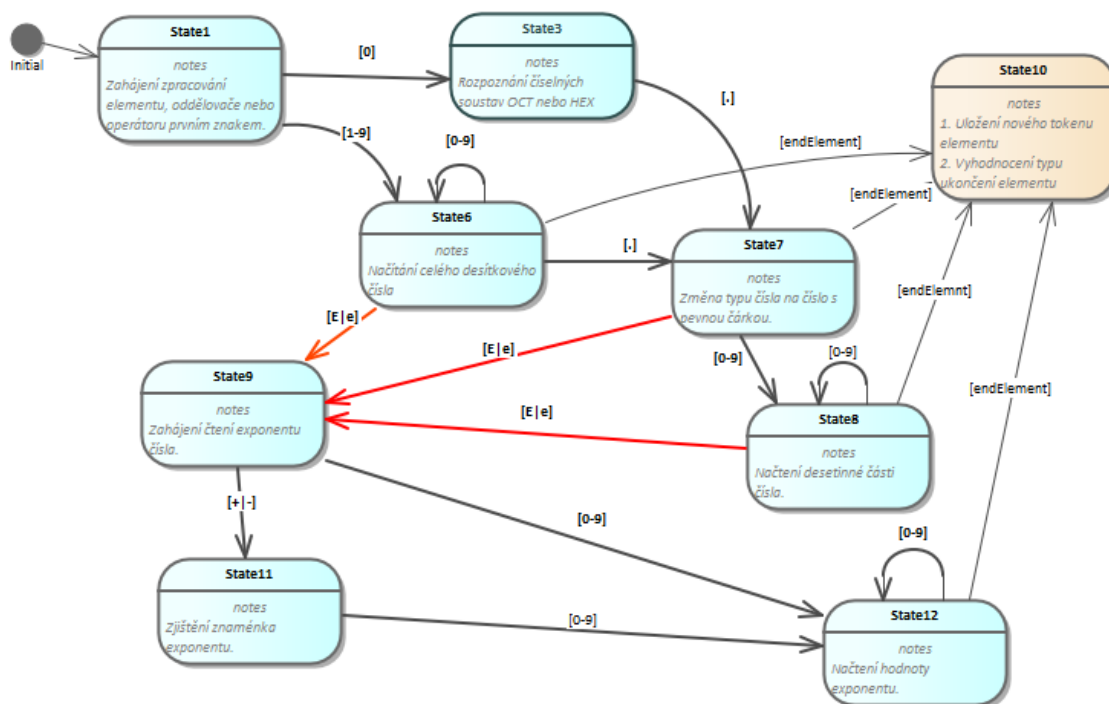 Initial
State1
notes
Zahájení zpracování
elementu, oddělovače nebo
operátoru prvním znakem.
[0]
State3
notes
Rozpoznání číselných
soustav OCT nebo HEX
[.]
State10
notes
1. Uložení nového tokenu
elementu
2. Vyhodnocení typu
ukončení elementu
[1-9]
[0-9]
[endElement]
[endElement]
State6
notes
Načítání celého desítkového
čísla
[.]
State7
notes
Změna typu čísla na číslo s
pevnou čárkou.
[endElemnt]
[E|e]
[E|e]
[0-9]
[0-9]
[endElement]
State9
notes
Zahájení čtení exponentu
čísla.
[E|e]
State8
notes
Načtení desetinné části
čísla.
[+|-]
[0-9]
[0-9]
State11
notes
Zjištění znaménka
exponentu.
[0-9]
State12
notes
Načtení hodnoty
exponentu.